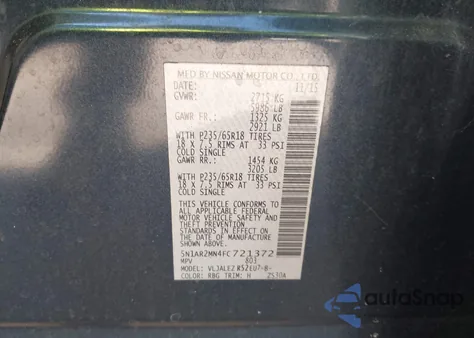 MFD BY NISSAN MOTOR CO., LTD.
DATE: 11/15
GVWR: 2715 KG
5986 LB
GAWR FR.: 1325 KG
2921 LB
WITH P235/65R18 TIRES
18 X 7.5 RIMS AT 33 PSI
COLD SINGLE
GAWR RR.: 1454 KG
3205 LB
WITH P235/65R18 TIRES
18 X 7.5 RIMS AT 33 PSI
COLD SINGLE
THIS VEHICLE CONFORMS TO
ALL APPLICABLE FEDERAL
MOTOR VEHICLE SAFETY AND
THEFT PREVENTION
STANDARDS IN EFFECT ON
THE DATE OF MANUFACTURE
SHOWN ABOVE.
5N1AR2MN4FC721372
MPV 803
MODEL: R52
COLOR: RBG TRIM: H 2530A
AutoSnap